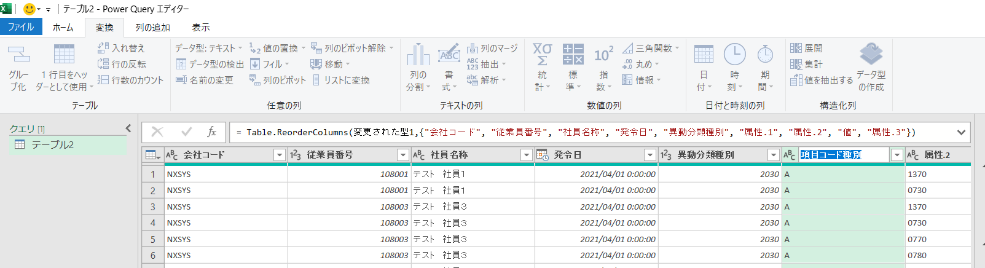 テーブル2 - Power Query エディター
ファイル ホーム 変換 列の追加 表示
グループ化 1 行目をヘッダーとして使用 入れ替え 行の反転 行数のカウント
テーブル
データ型: テキスト データ型の検出 名前の変更 値の置換 フィル 列のピボット 列のピボット解除 移動 リストに変換
任意の列
列の分割 書式 列のマージ 抽出 解析
テキストの列
統計 標準 指数 三角関数 丸め 情報
数値の列
日付 時刻 期間
日付と時刻の列
展開 集計 値を抽出する データ型の作成
構造化列
クエリ [1]
テーブル2
= Table.ReorderColumns(変更された型1,{"会社コード", "従業員番号", "社員名称", "発令日", "異動分類種別", "属性.1", "属性.2", "値", "属性.3"})
会社コード 従業員番号 社員名称 発令日 異動分類種別 項目コード種別 属性.2
1 NXSYS 108001 テスト 社員1 2021/04/01 0:00:00 2030 A 1370
2 NXSYS 108001 テスト 社員1 2021/04/01 0:00:00 2030 A 0730
3 NXSYS 108003 テスト 社員3 2021/04/01 0:00:00 2030 A 1370
4 NXSYS 108003 テスト 社員3 2021/04/01 0:00:00 2030 A 0730
5 NXSYS 108003 テスト 社員3 2021/04/01 0:00:00 2030 A 0770
6 NXSYS 108003 テスト 社員3 2021/04/01 0:00:00 2030 A 0780